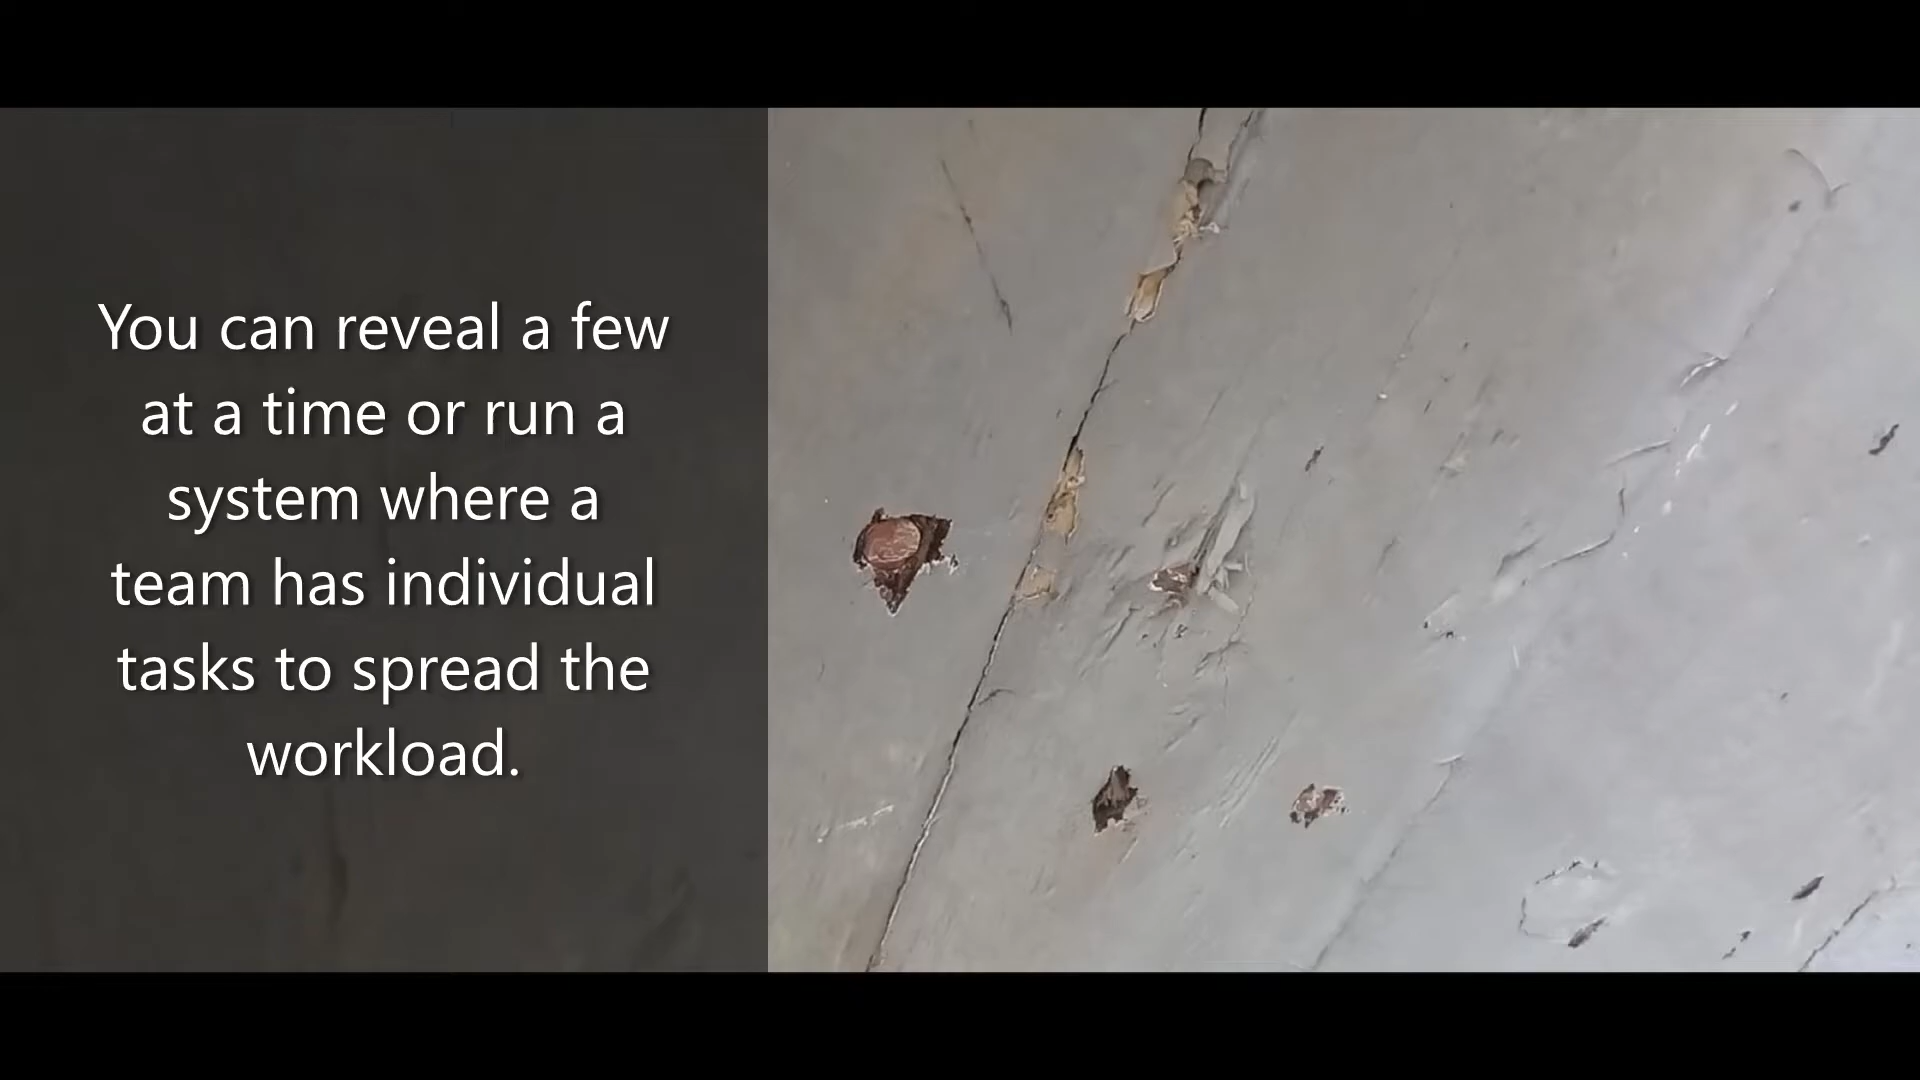 You can reveal a few
at a time or run a
system where a
team has individual
tasks to spread the
workload.